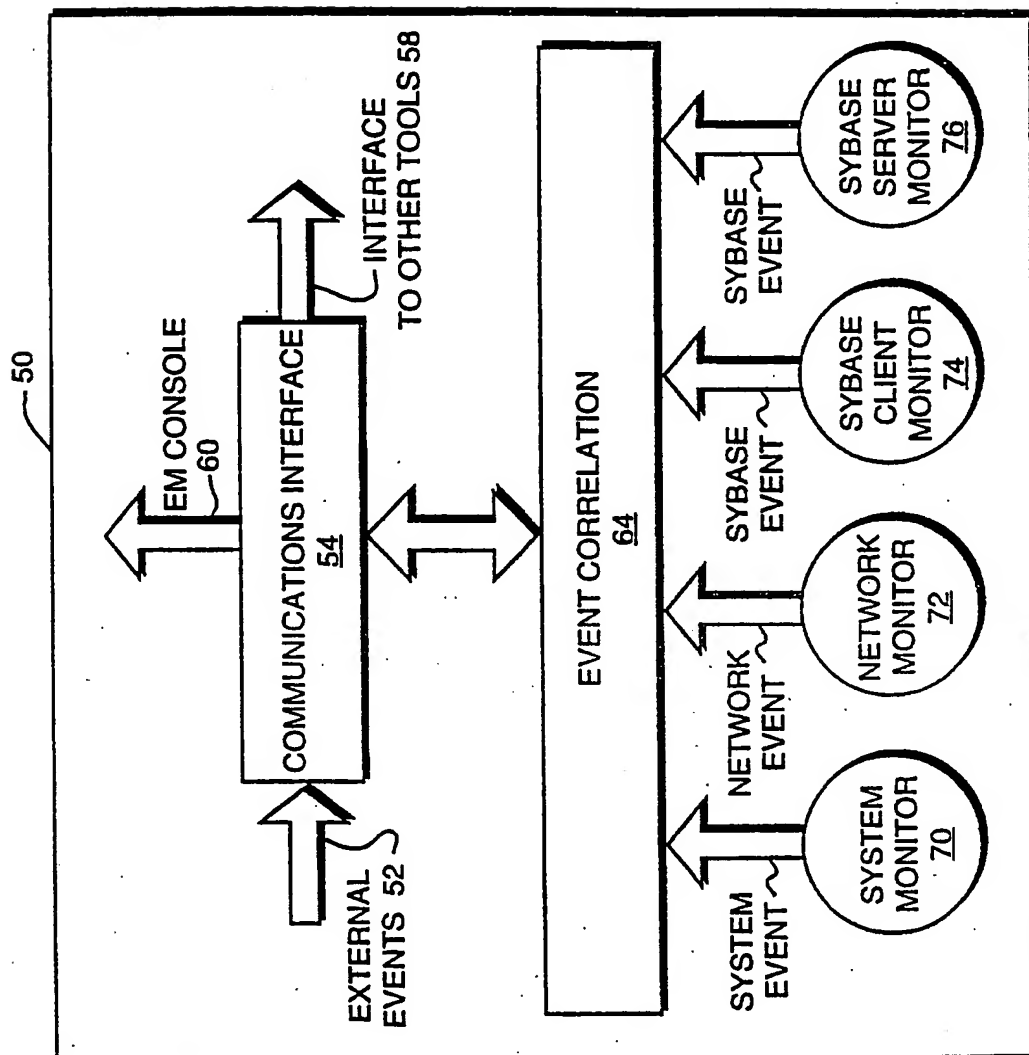 50
EM CONSOLE
60
COMMUNICATIONS INTERFACE
54
INTERFACE
TO OTHER TOOLS 58
EXTERNAL
EVENTS 52
EVENT CORRELATION
64
SYSTEM
EVENT
NETWORK
EVENT
SYBASE
EVENT
SYBASE
EVENT
SYSTEM
MONITOR
70
NETWORK
MONITOR
72
SYBASE
CLIENT
MONITOR
74
SYBASE
SERVER
MONITOR
76